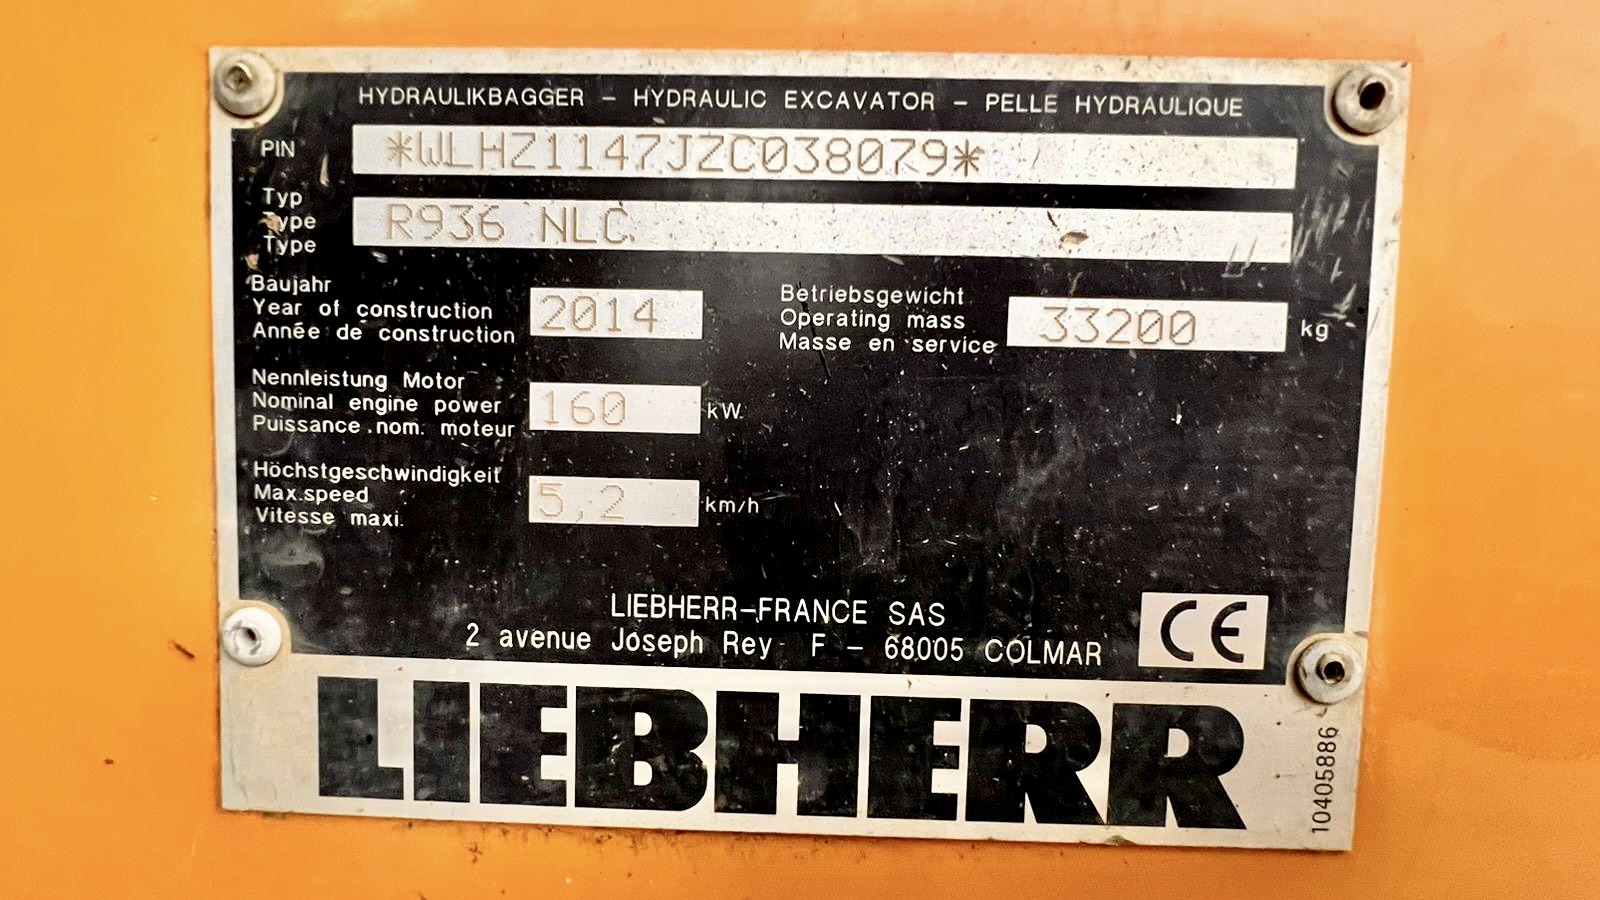 HYDRAULIKBAGGER – HYDRAULIC EXCAVATOR – PELLE HYDRAULIQUE
PIN *WLHZ1147JZC038079*
Typ
Type
Type
R936 NLC
Baujahr
Year of construction
Année de construction
2014
Betriebsgewicht
Operating mass
Masse en service
33200 kg
Nennleistung Motor
Nominal engine power
Puissance nom. moteur
160 kW
Höchstgeschwindigkeit
Max.speed
Vitesse maxi.
5,2 km/h
LIEBHERR-FRANCE SAS
2 avenue Joseph Rey F – 68005 COLMAR
CE
LIEBHERR
10405886